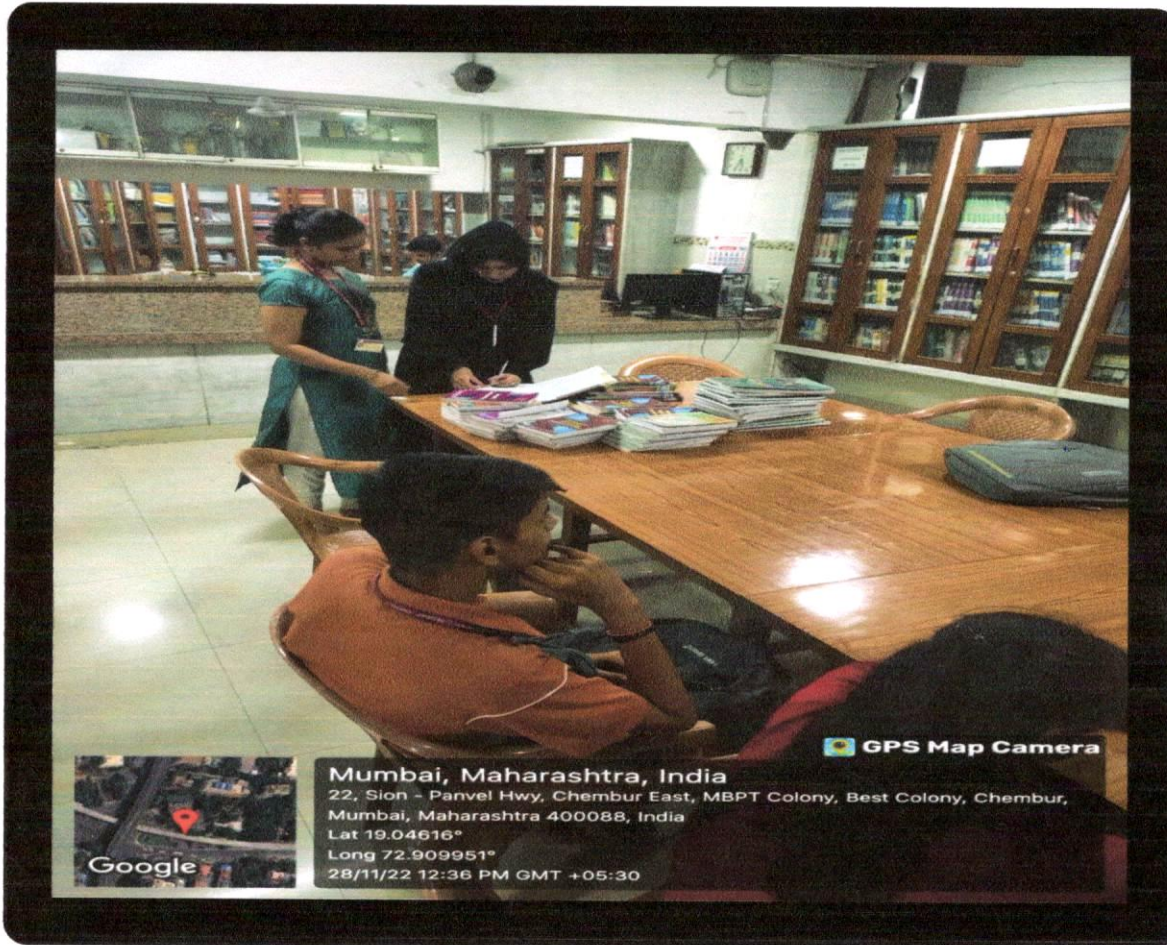 GPS Map Camera
Mumbai, Maharashtra, India
22, Sion - Panvel Hwy, Chembur East, MBPT Colony, Best Colony, Chembur,
Mumbai, Maharashtra 400088, India
Lat 19.04616°
Long 72.909951°
28/11/22 12:36 PM GMT +05:30
Google